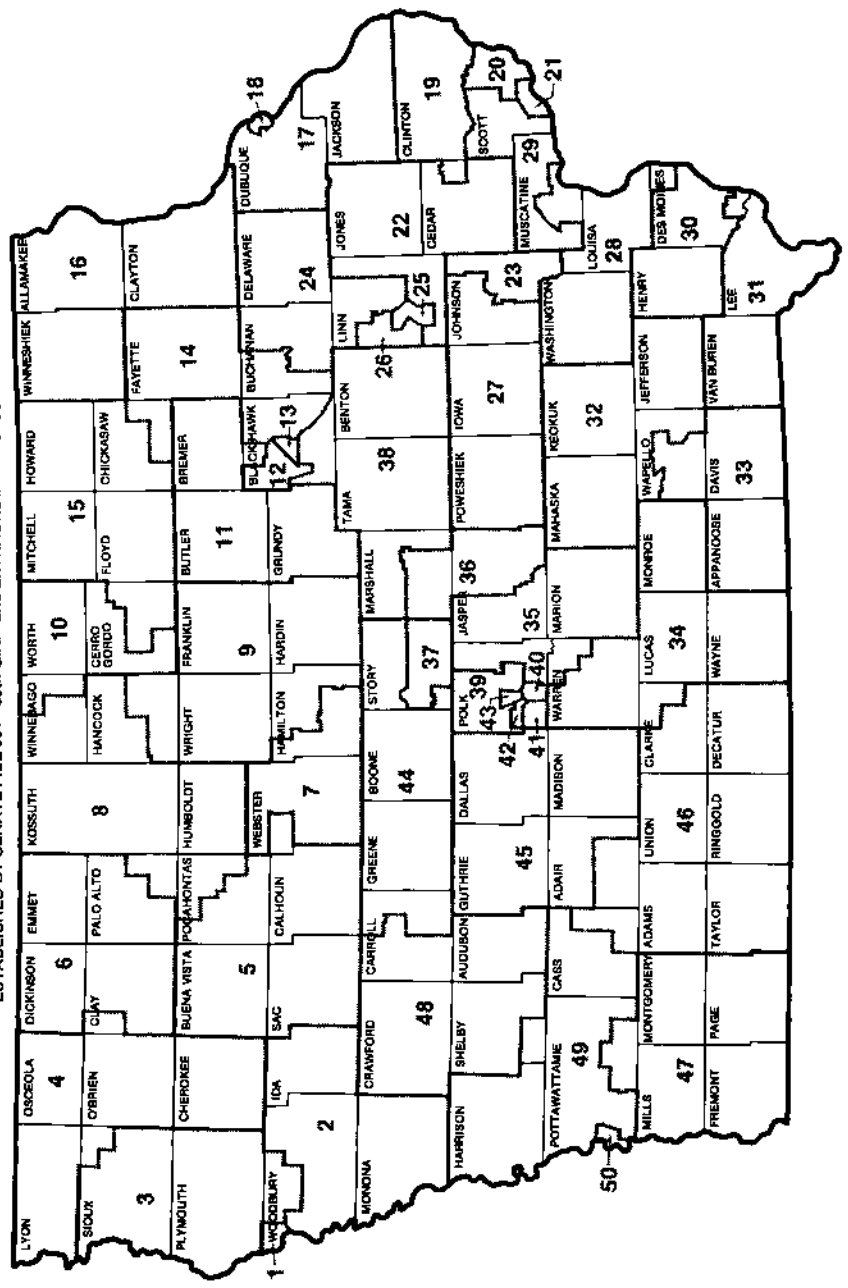 ESTABLISHED BY SENATE FILE
LYON
OSCEOLA
DICKINSON
EMMET
KOSSUTH
WINNEBAGO
WORTH
MITCHELL
HOWARD
WINNESHIEK
ALLAMAKEE
4
6
8
10
15
16
SIOUX
O'BRIEN
CLAY
PALO ALTO
HANCOCK
CERRO
GORDO
FLOYD
CHICKASAW
FAYETTE
CLAYTON
3
14
PLYMOUTH
CHEROKEE
BUENA VISTA
POCAHONTAS
HUMBOLDT
WRIGHT
FRANKLIN
BUTLER
BREMER
5
9
11
1
WOODBURY
IDA
SAC
CALHOUN
WEBSTER
HAMILTON
HARDIN
GRUNDY
BLACKHAWK
BUCHANAN
DELAWARE
DUBUQUE
2
7
12
13
24
17
18
MONONA
CRAWFORD
CARROLL
GREENE
BOONE
STORY
MARSHALL
TAMA
BENTON
LINN
JONES
JACKSON
48
44
37
38
26
25
22
CEDAR
CLINTON
19
HARRISON
SHELBY
AUDUBON
GUTHRIE
DALLAS
POLK
JASPER
POWESHIEK
IOWA
JOHNSON
SCOTT
45
42
43
39
41
40
35
36
27
23
20
21
MUSCATINE
29
POTTAWATTAMIE
CASS
ADAIR
MADISON
WARREN
MARION
MAHASKA
KEOKUK
WASHINGTON
LOUISA
50
49
32
28
MILLS
MONTGOMERY
ADAMS
UNION
CLARKE
LUCAS
MONROE
WAPELLO
JEFFERSON
HENRY
DES MOINES
47
46
34
30
FREMONT
PAGE
TAYLOR
RINGGOLD
DECATUR
WAYNE
APPANOOSE
DAVIS
VAN BUREN
LEE
33
31